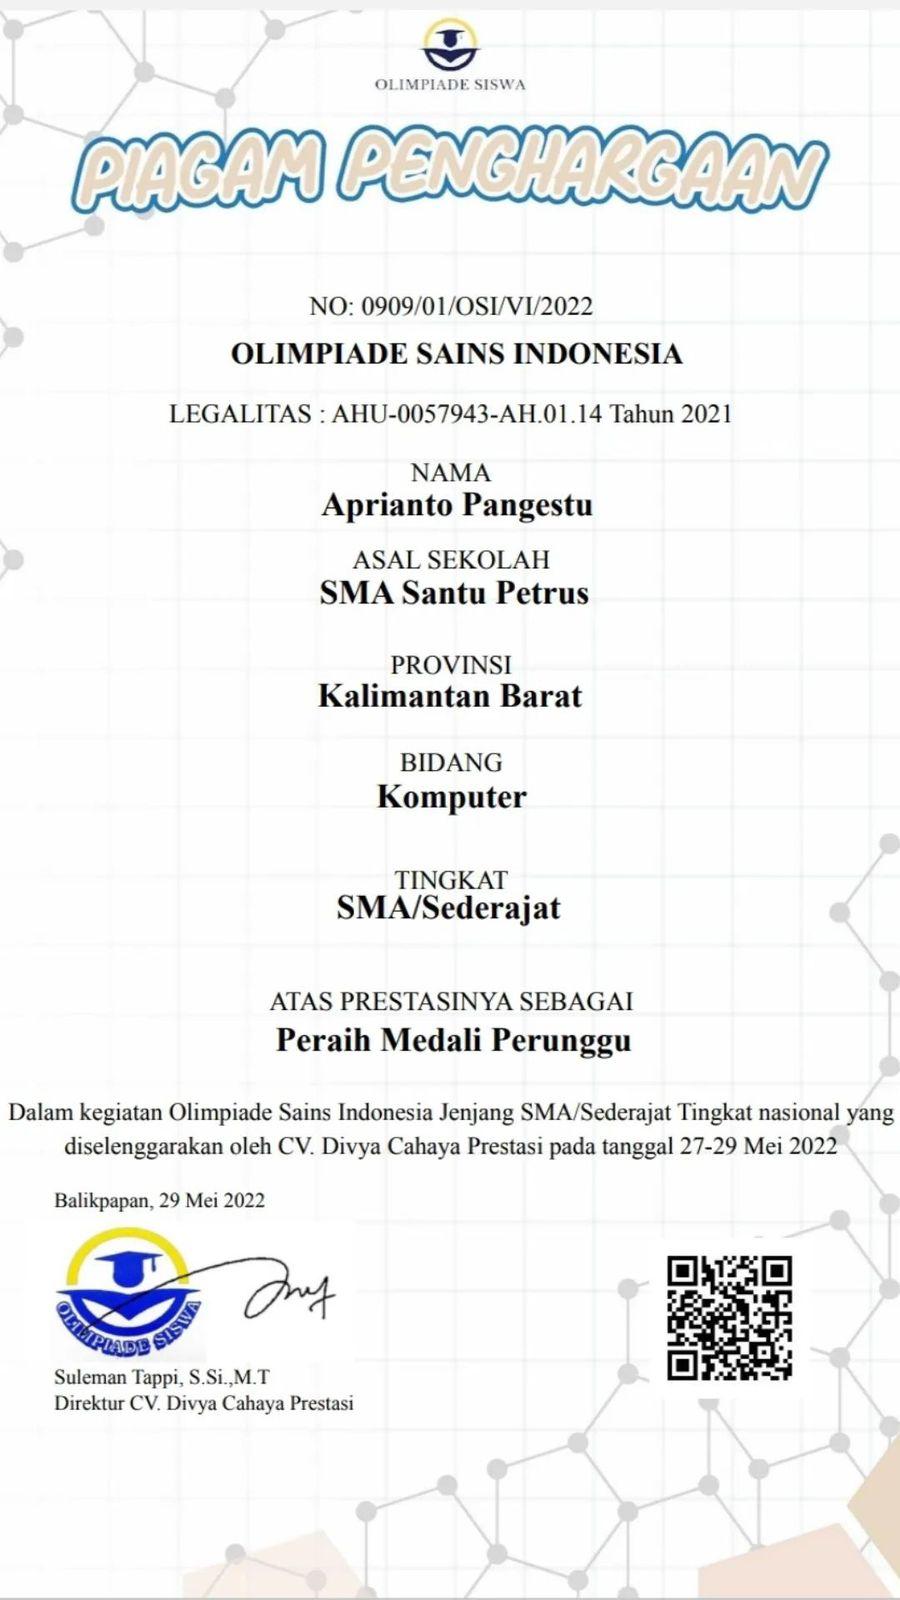 OLIMPIADE SISWA
PIAGAM PENGHARGAAN
NO: 0909/01/OSI/VI/2022
OLIMPIADE SAINS INDONESIA
LEGALITAS : AHU-0057943-AH.01.14 Tahun 2021
NAMA
Aprianto Pangestu
ASAL SEKOLAH
SMA Santu Petrus
PROVINSI
Kalimantan Barat
BIDANG
Komputer
TINGKAT
SMA/Sederajat
ATAS PRESTASINYA SEBAGAI
Peraih Medali Perunggu
Dalam kegiatan Olimpiade Sains Indonesia Jenjang SMA/Sederajat Tingkat nasional yang
diselenggarakan oleh CV. Divya Cahaya Prestasi pada tanggal 27-29 Mei 2022
Balikpapan, 29 Mei 2022
OLIMPIADE SISWA
Suleman Tappi, S.Si.,M.T
Direktur CV. Divya Cahaya Prestasi